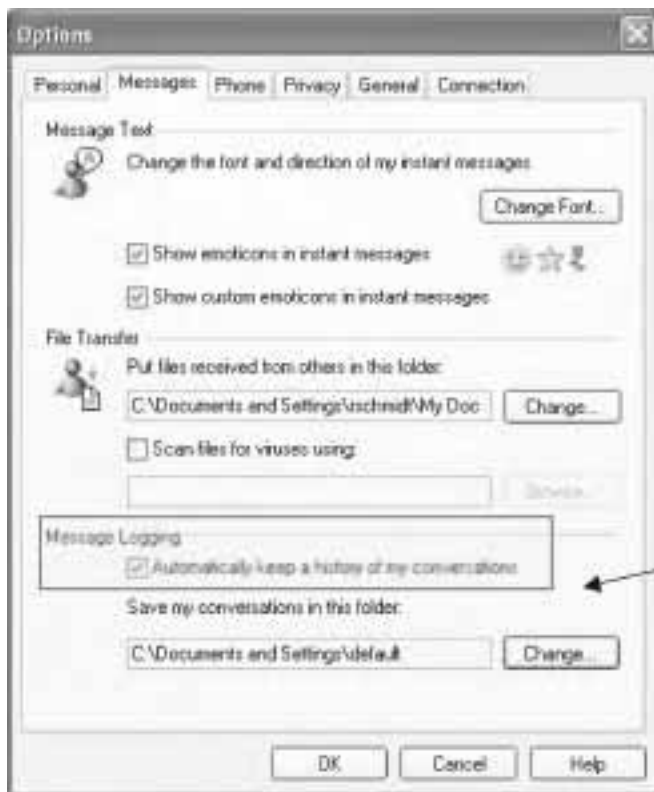 Options
Personal Messages Phone Privacy General Connection
Message Text
Change the font and direction of my instant messages
Change Font...
Show emoticons in instant messages
Show custom emoticons in instant messages
File Transfer
Put files received from others in this folder:
C:\Documents and Settings\rschmidt\My Doc Change...
Scan files for viruses using:
Browse...
Message Logging
Automatically keep a history of my conversations
Save my conversations in this folder:
C:\Documents and Settings\default Change...
OK Cancel Help